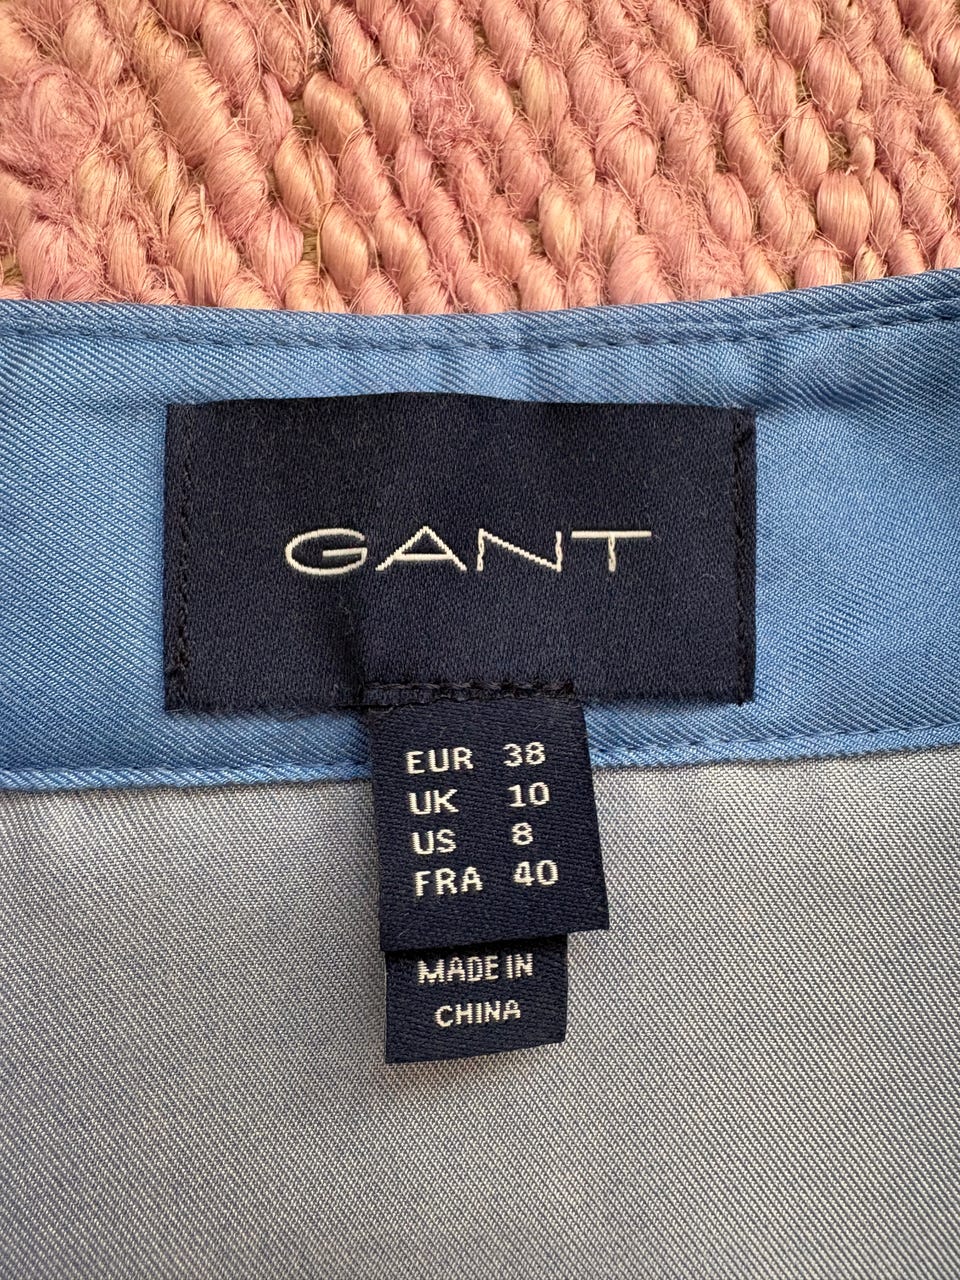 GANT
EUR 38
UK 10
US 8
FRA 40
MADE IN
CHINA